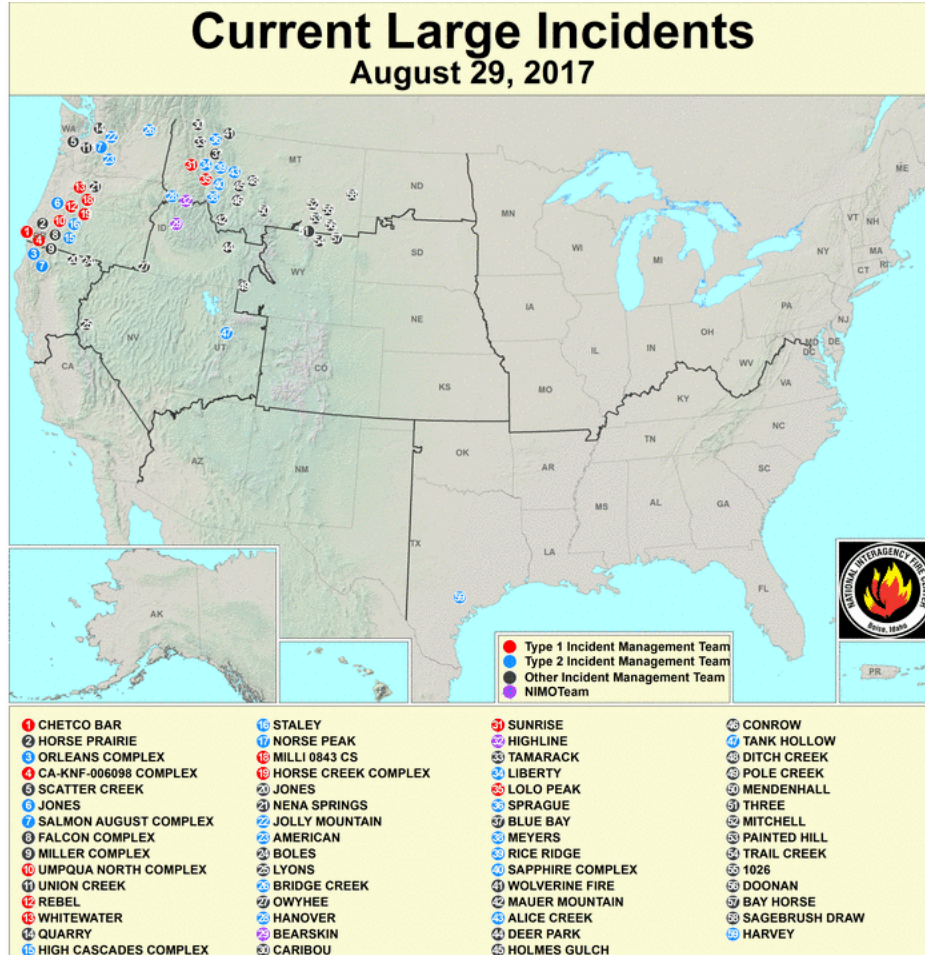 Current Large Incidents
August 29, 2017
WA
MT
ND
MN
ME
VT
NH
ID
WY
SD
WI
MI
NY
MA
CT
RI
NV
UT
CA
NE
IA
IL
IN
OH
PA
NJ
MD
DE
DC
WV
VA
CO
KS
MO
KY
NC
TN
SC
AZ
NM
OK
AR
MS
AL
GA
TX
LA
FL
AK
PR
59
47
NATIONAL INTERAGENCY FIRE CENTER
Boise, Idaho
Type 1 Incident Management Team
Type 2 Incident Management Team
Other Incident Management Team
NIMOTeam
1 CHETCO BAR
2 HORSE PRAIRIE
3 ORLEANS COMPLEX
4 CA-KNF-006098 COMPLEX
5 SCATTER CREEK
6 JONES
7 SALMON AUGUST COMPLEX
8 FALCON COMPLEX
9 MILLER COMPLEX
10 UMPQUA NORTH COMPLEX
11 UNION CREEK
12 REBEL
13 WHITEWATER
14 QUARRY
15 HIGH CASCADES COMPLEX
16 STALEY
17 NORSE PEAK
18 MILLI 0843 CS
19 HORSE CREEK COMPLEX
20 JONES
21 NENA SPRINGS
22 JOLLY MOUNTAIN
23 AMERICAN
24 BOLES
25 LYONS
26 BRIDGE CREEK
27 OWYHEE
28 HANOVER
29 BEARSKIN
30 CARIBOU
31 SUNRISE
32 HIGHLINE
33 TAMARACK
34 LIBERTY
35 LOLO PEAK
36 SPRAGUE
37 BLUE BAY
38 MEYERS
39 RICE RIDGE
40 SAPPHIRE COMPLEX
41 WOLVERINE FIRE
42 MAUER MOUNTAIN
43 ALICE CREEK
44 DEER PARK
45 HOLMES GULCH
46 CONROW
47 TANK HOLLOW
48 DITCH CREEK
49 POLE CREEK
50 MENDENHALL
51 THREE
52 MITCHELL
53 PAINTED HILL
54 TRAIL CREEK
55 1026
56 DOONAN
57 BAY HORSE
58 SAGEBRUSH DRAW
59 HARVEY